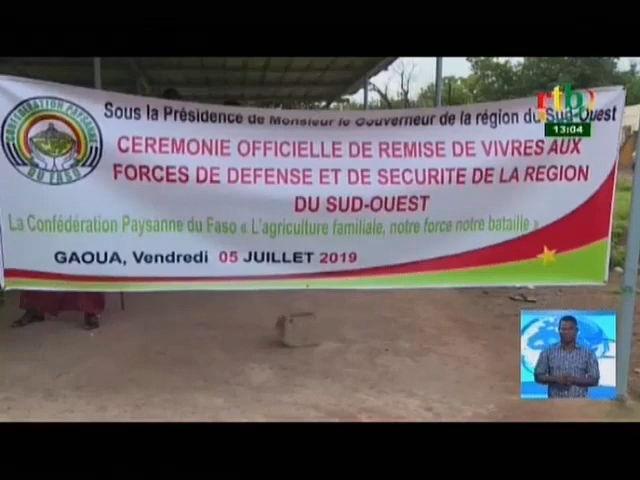 Sous la Présidence de Monsieur le Gouverneur de la région du Sud-Ouest
CEREMONIE OFFICIELLE DE REMISE DE VIVRES AUX
FORCES DE DEFENSE ET DE SECURITE DE LA REGION
DU SUD-OUEST
La Confédération Paysanne du Faso « L'agriculture familiale, notre force notre bataille »
GAOUA, Vendredi 05 JUILLET 2019
CONFÉDÉRATION PAYSANNE
DU FASO
rtb
13:04